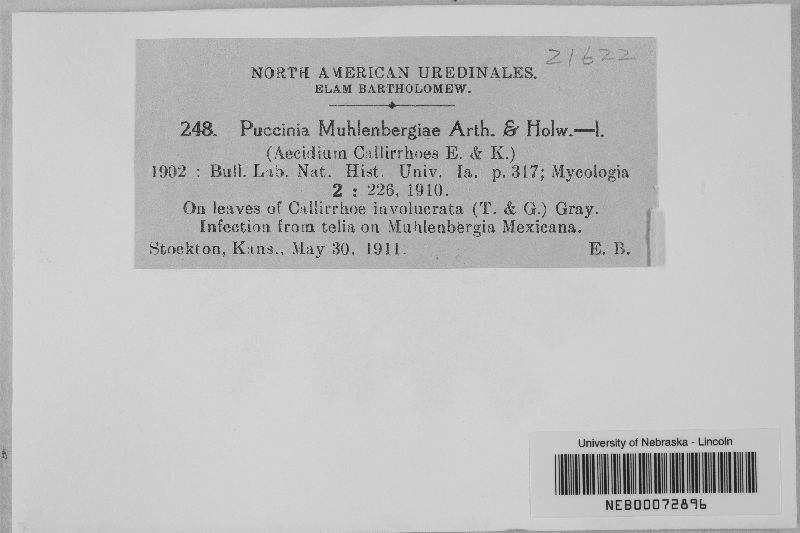 21622
NORTH AMERICAN UREDINALES.
ELAM BARTHOLOMEW.
248. Puccinia Muhlenbergiae Arth. & Holw.—I.
(Aecidium Callirrhoes E. & K.)
1902 : Bull. Lab. Nat. Hist. Univ. Ia. p. 317; Mycologia
2 : 226, 1910.
On leaves of Callirrhoe involucrata (T. & G.) Gray.
Infection from telia on Muhlenbergia Mexicana.
Stockton, Kans., May 30, 1911. E. B.
University of Nebraska - Lincoln
NEB00072896